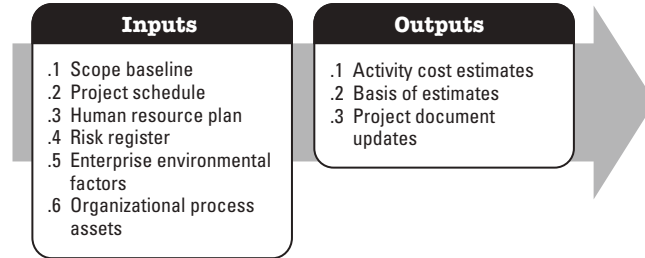 Inputs
.1 Scope baseline
.2 Project schedule
.3 Human resource plan
.4 Risk register
.5 Enterprise environmental
factors
.6 Organizational process
assets
Outputs
.1 Activity cost estimates
.2 Basis of estimates
.3 Project document
updates